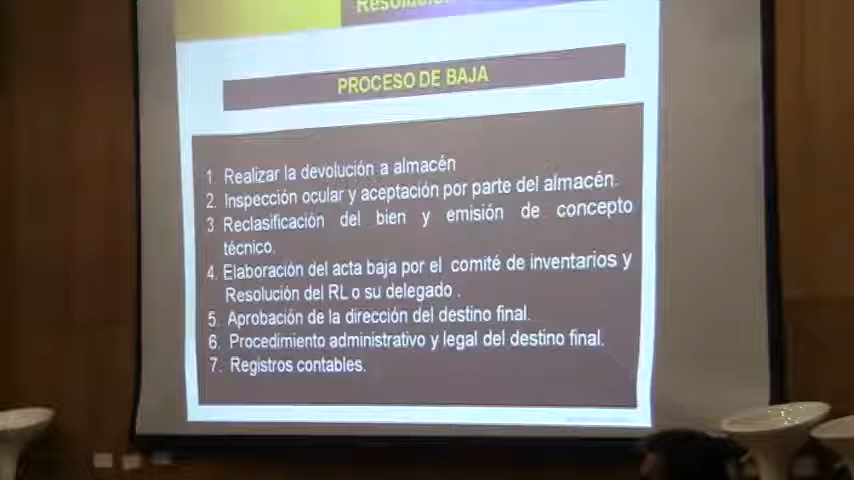 PROCESO DE BAJA
1. Realizar la devolución a almacén
2. Inspección ocular y aceptación por parte del almacén.
3. Reclasificación del bien y emisión de concepto
técnico.
4. Elaboración del acta baja por el comité de inventarios y
Resolución del RL o su delegado .
5. Aprobación de la dirección del destino final.
6. Procedimiento administrativo y legal del destino final.
7. Registros contables.